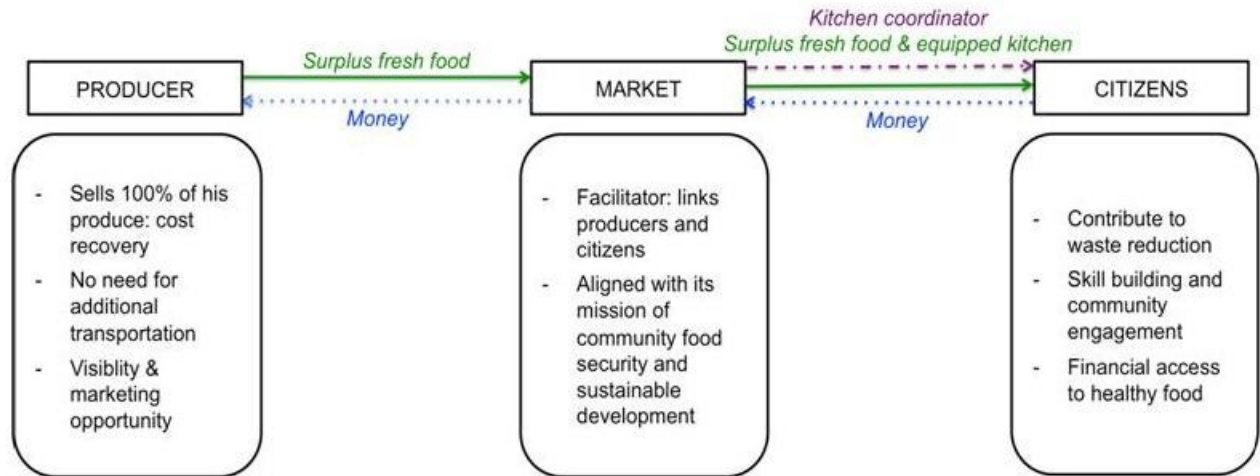 Kitchen coordinator
Surplus fresh food
Surplus fresh food & equipped kitchen
PRODUCER
MARKET
CITIZENS
Money
Money
- Sells 100% of his
produce: cost
recovery
- No need for
additional
transportation
- Visiblity &
marketing
opportunity
- Facilitator: links
producers and
citizens
- Aligned with its
mission of
community food
security and
sustainable
development
- Contribute to
waste reduction
- Skill building and
community
engagement
- Financial access
to healthy food